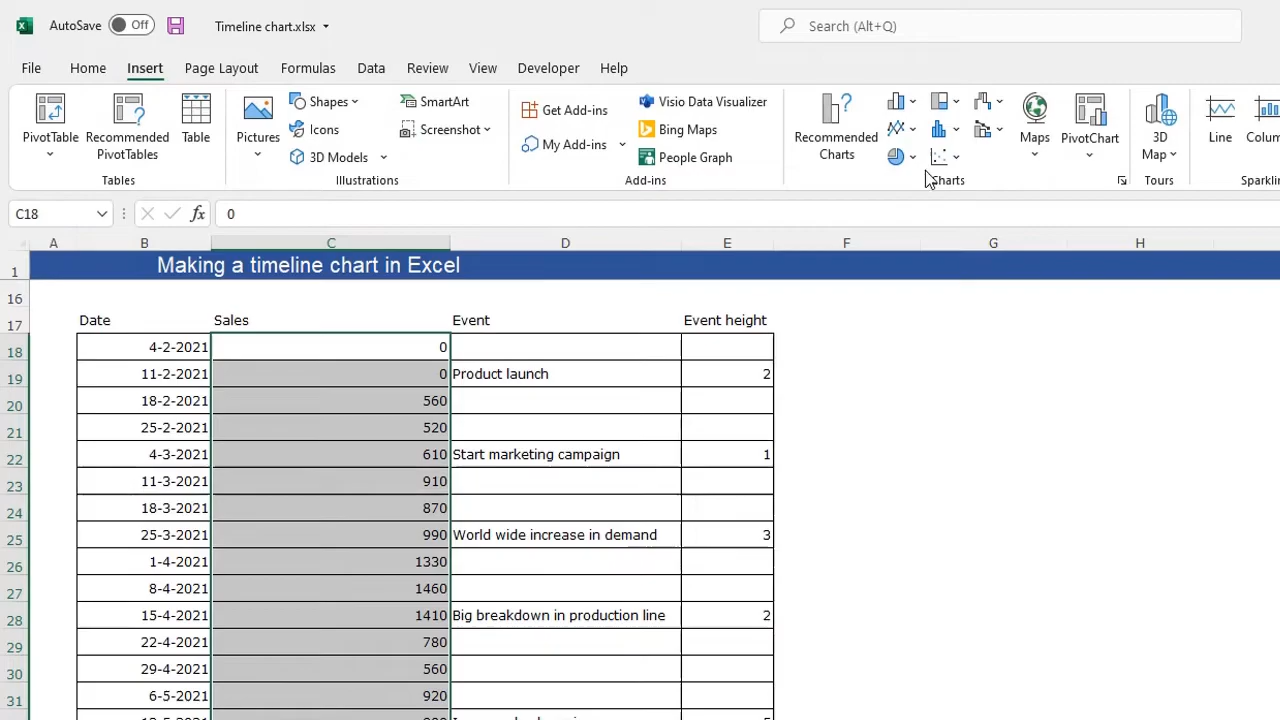 AutoSave Off Timeline chart.xlsx Search (Alt+Q)
File Home Insert Page Layout Formulas Data Review View Developer Help
PivotTable Recommended PivotTables Table
Tables
Pictures Shapes Icons 3D Models SmartArt Screenshot
Illustrations
Get Add-ins My Add-ins Visio Data Visualizer Bing Maps People Graph
Add-ins
Recommended Charts Maps PivotChart
Charts
3D Map
Tours
Line
C18 fx 0
A B C D E F G H
1 Making a timeline chart in Excel
16
17 Date Sales Event Event height
18 4-2-2021 0
19 11-2-2021 0 Product launch 2
20 18-2-2021 560
21 25-2-2021 520
22 4-3-2021 610 Start marketing campaign 1
23 11-3-2021 910
24 18-3-2021 870
25 25-3-2021 990 World wide increase in demand 3
26 1-4-2021 1330
27 8-4-2021 1460
28 15-4-2021 1410 Big breakdown in production line 2
29 22-4-2021 780
30 29-4-2021 560
31 6-5-2021 920